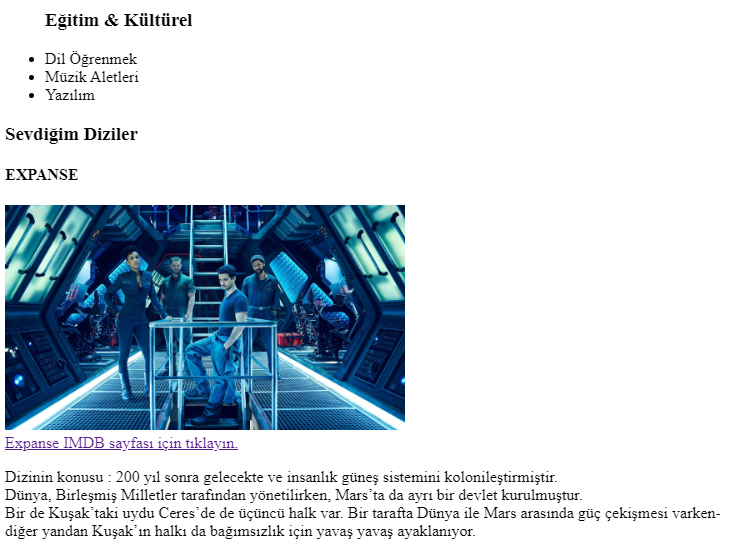 Eğitim & Kültürel
Dil Öğrenmek
Müzik Aletleri
Yazılım
Sevdiğim Diziler
EXPANSE
Expanse IMDB sayfası için tıklayın.
Dizinin konusu : 200 yıl sonra gelecekte ve insanlık güneş sistemini kolonileştirmiştir.
Dünya, Birleşmiş Milletler tarafından yönetilirken, Mars’ta da ayrı bir devlet kurulmuştur.
Bir de Kuşak’taki uydu Ceres’de de üçüncü halk var. Bir tarafta Dünya ile Mars arasında güç çekişmesi varken-
diğer yandan Kuşak’ın halkı da bağımsızlık için yavaş yavaş ayaklanıyor.